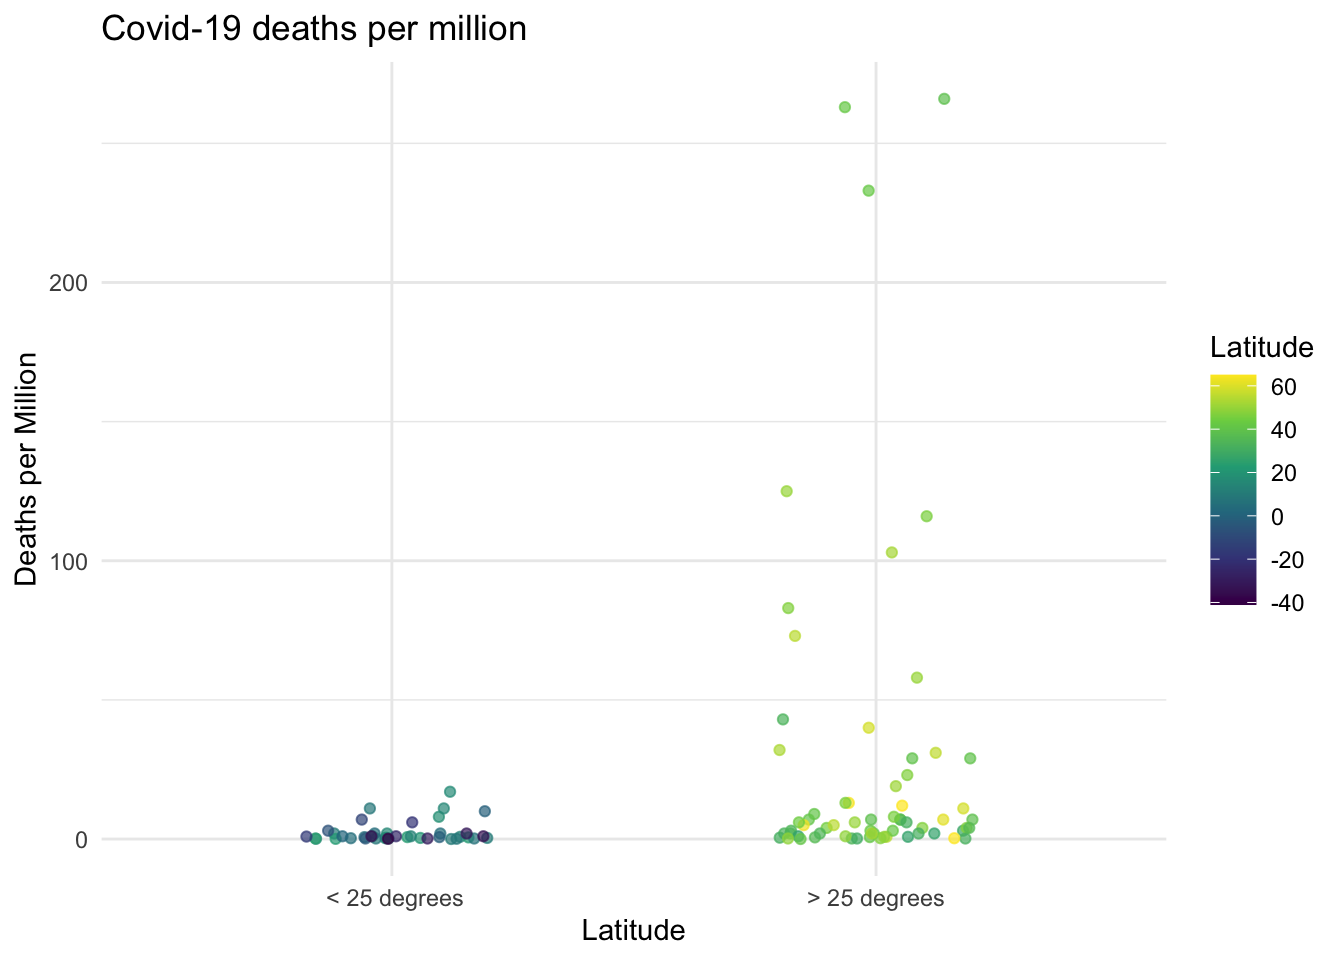 Covid-19 deaths per million
Deaths per Million
200
100
0
< 25 degrees
> 25 degrees
Latitude
Latitude
60
40
20
0
-20
-40